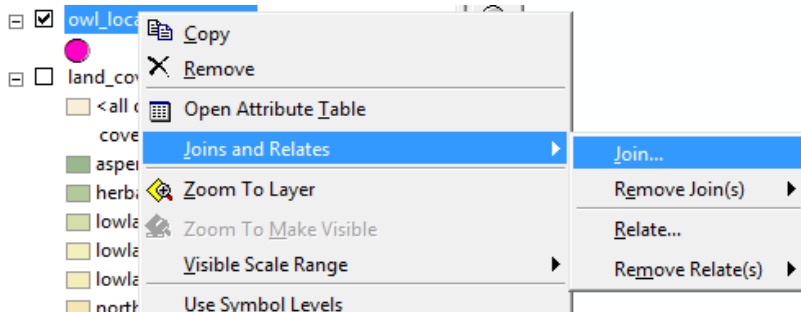 owl_loca
Copy
Remove
land_cov
<all
Open Attribute Table
cove
Joins and Relates
Join...
aspe
herba
Zoom To Layer
Remove Join(s)
lowla
Zoom To Make Visible
Relate...
lowla
Visible Scale Range
Remove Relate(s)
lowla
north
Use Symbol Levels